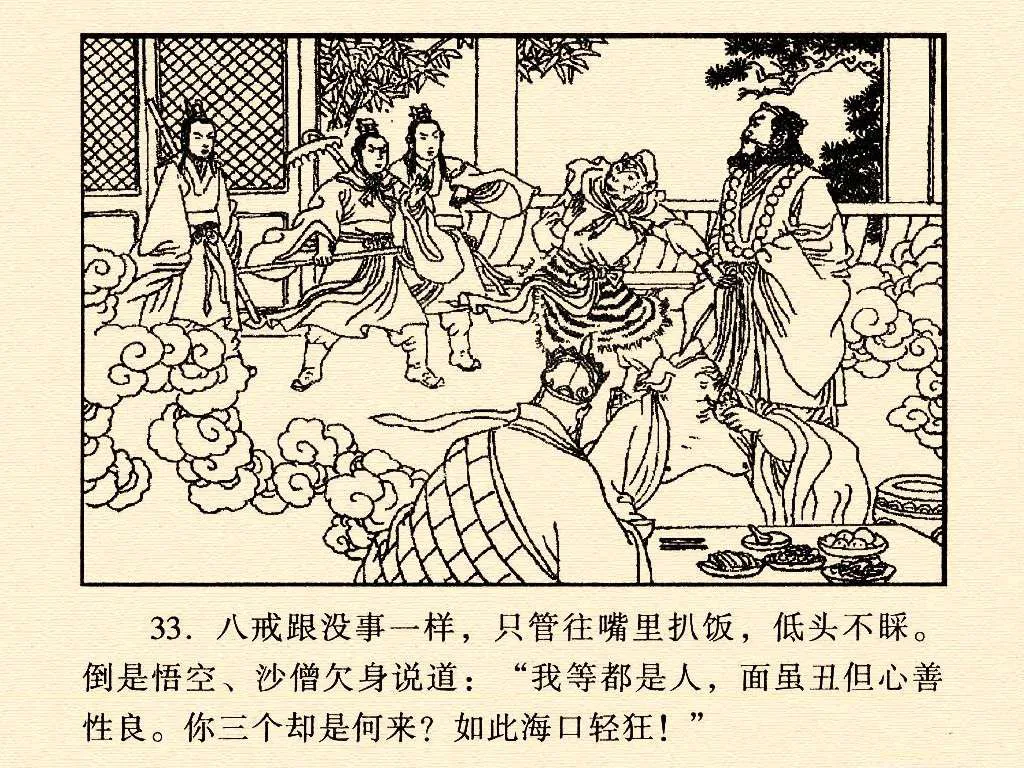 33. 八戒跟没事一样，只管往嘴里扒饭，低头不睬。
倒是悟空、沙僧欠身说道：“我等都是人，面虽丑但心善
性良。你三个却是何来？如此海口轻狂！”